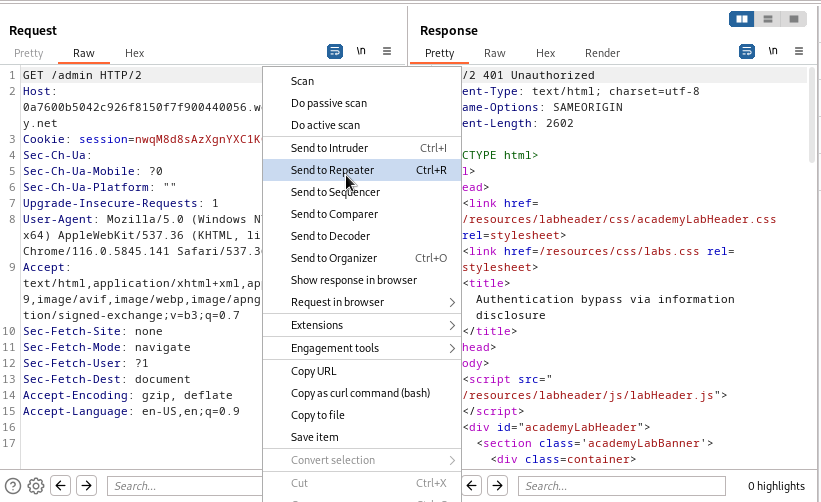 Request
Pretty Raw Hex
\n
1 GET /admin HTTP/2
2 Host:
0a7600b5042c926f8150f7f900440056.w
y.net
3 Cookie: session=nwqM8d8sAzXgnYXC1K
4 Sec-Ch-Ua:
5 Sec-Ch-Ua-Mobile: ?0
6 Sec-Ch-Ua-Platform: ""
7 Upgrade-Insecure-Requests: 1
8 User-Agent: Mozilla/5.0 (Windows N
x64) AppleWebKit/537.36 (KHTML, li
Chrome/116.0.5845.141 Safari/537.3
9 Accept:
text/html,application/xhtml+xml,ap
9,image/avif,image/webp,image/apng
tion/signed-exchange;v=b3;q=0.7
10 Sec-Fetch-Site: none
11 Sec-Fetch-Mode: navigate
12 Sec-Fetch-User: ?1
13 Sec-Fetch-Dest: document
14 Accept-Encoding: gzip, deflate
15 Accept-Language: en-US,en;q=0.9
16
17
Search...
Scan
Do passive scan
Do active scan
Send to Intruder Ctrl+I
Send to Repeater Ctrl+R
Send to Sequencer
Send to Comparer
Send to Decoder
Send to Organizer Ctrl+O
Show response in browser
Request in browser
Extensions
Engagement tools
Copy URL
Copy as curl command (bash)
Copy to file
Save item
Convert selection
Cut Ctrl+X
Response
Pretty Raw Hex Render
\n
/2 401 Unauthorized
ent-Type: text/html; charset=utf-8
ame-Options: SAMEORIGIN
ent-Length: 2602
CTYPE html>
l>
ead>
<link href=
/resources/labheader/css/academyLabHeader.css
rel=stylesheet>
<link href=/resources/css/labs.css rel=
stylesheet>
<title>
Authentication bypass via information
disclosure
</title>
head>
ody>
<script src="
/resources/labheader/js/labHeader.js">
</script>
<div id="academyLabHeader">
<section class='academyLabBanner'>
<div class=container>
Search...
0 highlights